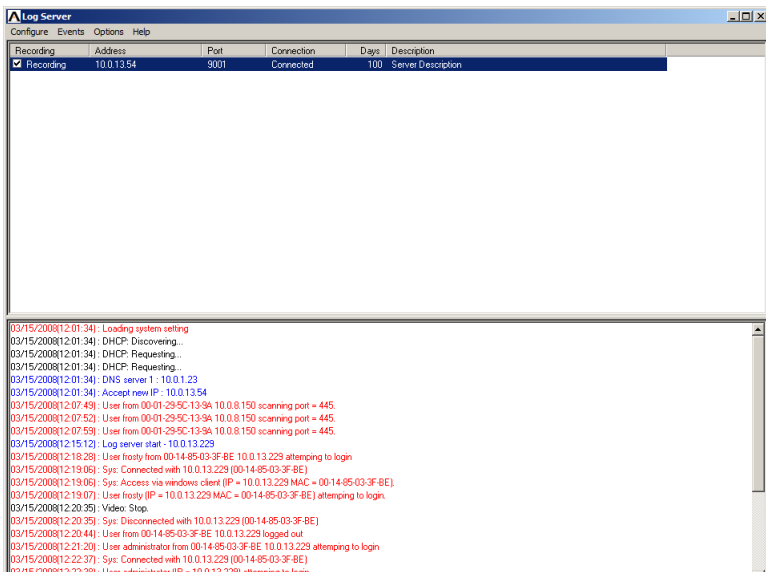 Log Server
Configure Events Options Help
Recording Address Port Connection Days Description
Recording 10.0.13.54 9001 Connected 100 Server Description
03/15/2008(12:01:34) : Loading system setting
03/15/2008(12:01:34) : DHCP: Discovering...
03/15/2008(12:01:34) : DHCP: Requesting...
03/15/2008(12:01:34) : DHCP: Requesting...
03/15/2008(12:01:34) : DNS server 1 : 10.0.1.23
03/15/2008(12:01:34) : Accept new IP : 10.0.13.54
03/15/2008(12:07:49) : User from 00-01-29-5C-13-9A 10.0.8.150 scanning port = 445.
03/15/2008(12:07:52) : User from 00-01-29-5C-13-9A 10.0.8.150 scanning port = 445.
03/15/2008(12:07:59) : User from 00-01-29-5C-13-9A 10.0.8.150 scanning port = 445.
03/15/2008(12:15:12) : Log server start - 10.0.13.229
03/15/2008(12:18:28) : User frosty from 00-14-85-03-3F-BE 10.0.13.229 attemping to login
03/15/2008(12:19:06) : Sys: Connected with 10.0.13.229 (00-14-85-03-3F-BE)
03/15/2008(12:19:06) : Sys: Access via windows client (IP = 10.0.13.229 MAC = 00-14-85-03-3F-BE).
03/15/2008(12:19:07) : User frosty (IP = 10.0.13.229 MAC = 00-14-85-03-3F-BE) attemping to login.
03/15/2008(12:20:35) : Video: Stop.
03/15/2008(12:20:35) : Sys: Disconnected with 10.0.13.229 (00-14-85-03-3F-BE)
03/15/2008(12:20:44) : User from 00-14-85-03-3F-BE 10.0.13.229 logged out
03/15/2008(12:21:20) : User administrator from 00-14-85-03-3F-BE 10.0.13.229 attemping to login
03/15/2008(12:22:37) : Sys: Connected with 10.0.13.229 (00-14-85-03-3F-BE)
03/15/2008(12:22:38) : User administrator (IP = 10.0.13.229) attemping to login